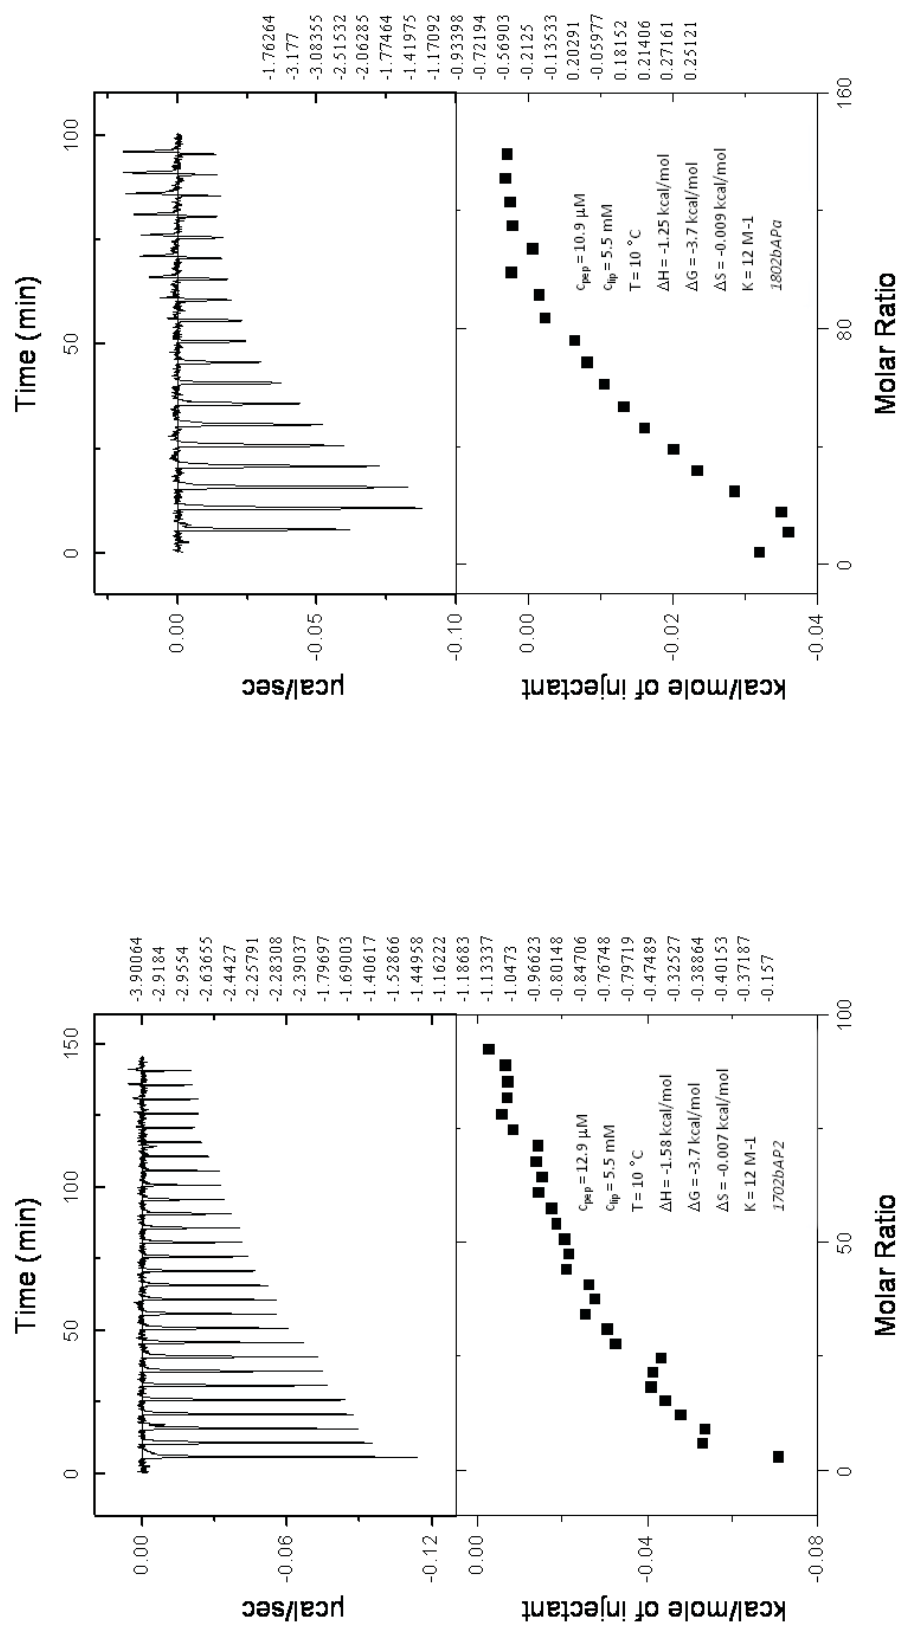 Time (min)
0 50 100 150
0.00
-0.06
-0.12
µcal/sec
0.00
-0.04
-0.08
kcal/mole of injectant
c_pep = 12.9 µM
c_lip = 5.5 mM
T = 10 °C
ΔH = -1.58 kcal/mol
ΔG = -3.7 kcal/mol
ΔS = -0.007 kcal/mol
K = 12 M-1
1702bAP2
0 50 100
Molar Ratio
-3.90064
-2.9184
-2.9554
-2.63655
-2.4427
-2.25791
-2.28308
-2.39037
-1.79697
-1.69003
-1.40617
-1.52866
-1.44958
-1.16222
-1.18683
-1.13337
-1.0473
-0.96623
-0.80148
-0.84706
-0.76748
-0.79719
-0.47489
-0.32527
-0.38864
-0.40153
-0.37187
-0.157
Time (min)
0 50 100
0.00
-0.05
-0.10
µcal/sec
0.00
-0.02
-0.04
kcal/mole of injectant
c_pep = 10.9 µM
c_lip = 5.5 mM
T = 10 °C
ΔH = -1.25 kcal/mol
ΔG = -3.7 kcal/mol
ΔS = -0.009 kcal/mol
K = 12 M-1
1802bAPa
0 80 160
Molar Ratio
-1.76264
-3.177
-3.08355
-2.51532
-2.06285
-1.77464
-1.41975
-1.17092
-0.93398
-0.72194
-0.56903
-0.2125
-0.13533
0.20291
-0.05977
0.18152
0.21406
0.27161
0.25121